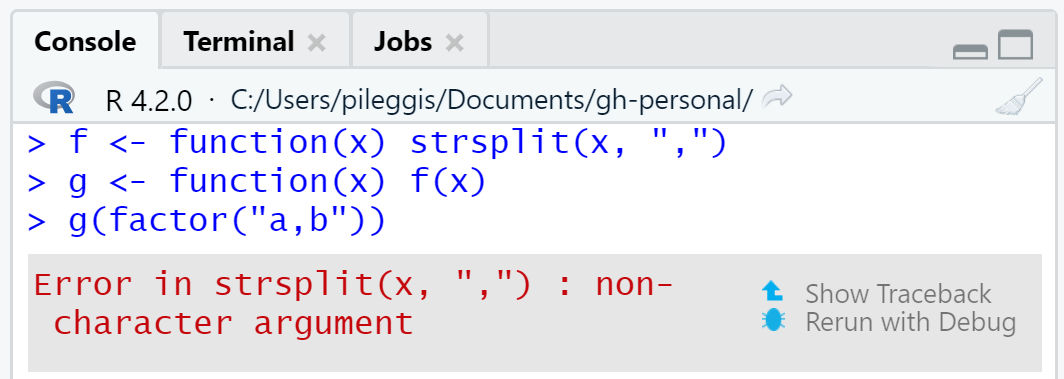 Console Terminal × Jobs ×
R R 4.2.0 · C:/Users/pileggis/Documents/gh-personal/
> f <- function(x) strsplit(x, ",")
> g <- function(x) f(x)
> g(factor("a,b"))
Error in strsplit(x, ",") : non-
character argument
Show Traceback
Rerun with Debug